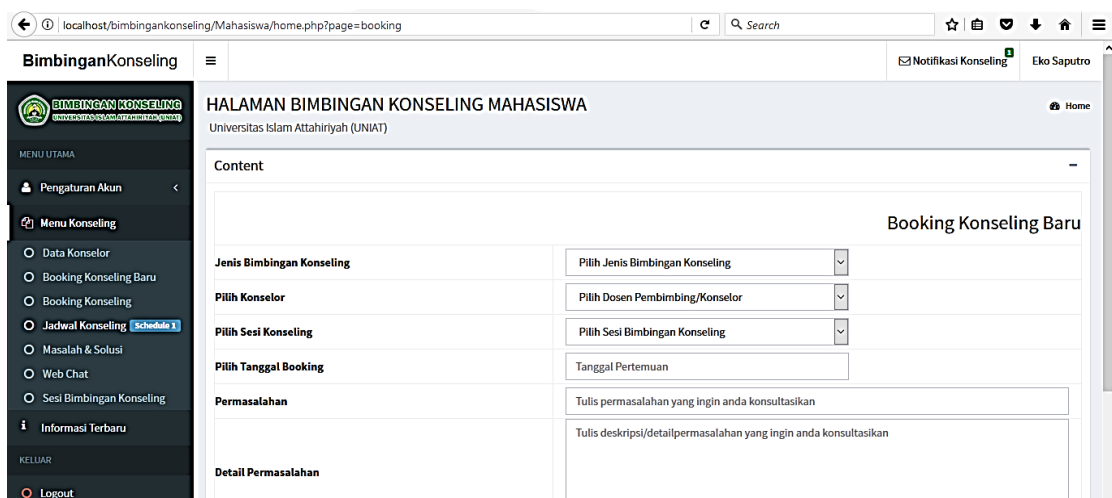 localhost/bimbingankonseling/Mahasiswa/home.php?page=booking
Search
BimbinganKonseling
Notifikasi Konseling 1
Eko Saputro
BIMBINGAN KONSELING
UNIVERSITAS ISLAM ATTAHIRIYAH (UNIAT)
HALAMAN BIMBINGAN KONSELING MAHASISWA
Home
Universitas Islam Attahiriyah (UNIAT)
MENU UTAMA
Pengaturan Akun
Menu Konseling
Data Konselor
Booking Konseling Baru
Booking Konseling
Jadwal Konseling Schedule 1
Masalah & Solusi
Web Chat
Sesi Bimbingan Konseling
Informasi Terbaru
KELUAR
Logout
Content
Booking Konseling Baru
Jenis Bimbingan Konseling Pilih Jenis Bimbingan Konseling
Pilih Konselor Pilih Dosen Pembimbing/Konselor
Pilih Sesi Konseling Pilih Sesi Bimbingan Konseling
Pilih Tanggal Booking Tanggal Pertemuan
Permasalahan Tulis permasalahan yang ingin anda konsultasikan
Detail Permasalahan Tulis deskripsi/detailpermasalahan yang ingin anda konsultasikan